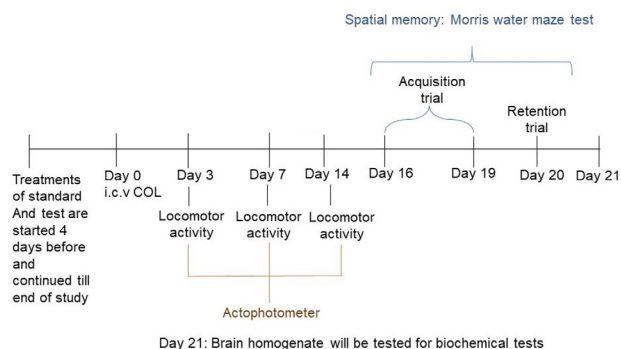 Spatial memory: Morris water maze test
Acquisition
trial
Retention
trial
Day 0
i.c.v COL
Day 3
Day 7
Day 14
Day 16
Day 19
Day 20
Day 21
Treatments
of standard
And test are
started 4
days before
and
continued till
end of study
Locomotor
activity
Locomotor
activity
Locomotor
activity
Actophotometer
Day 21: Brain homogenate will be tested for biochemical tests